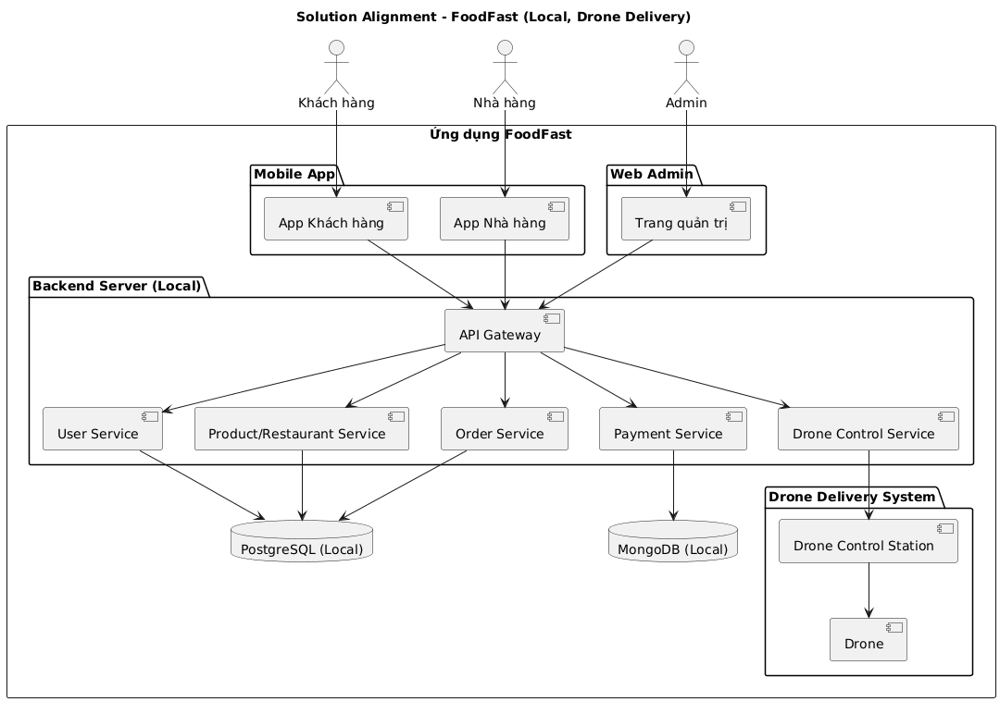 Solution Alignment - FoodFast (Local, Drone Delivery)
Khách hàng
Nhà hàng
Admin
Ứng dụng FoodFast
Mobile App
Web Admin
App Khách hàng
App Nhà hàng
Trang quản trị
Backend Server (Local)
API Gateway
User Service
Product/Restaurant Service
Order Service
Payment Service
Drone Control Service
Drone Delivery System
PostgreSQL (Local)
MongoDB (Local)
Drone Control Station
Drone